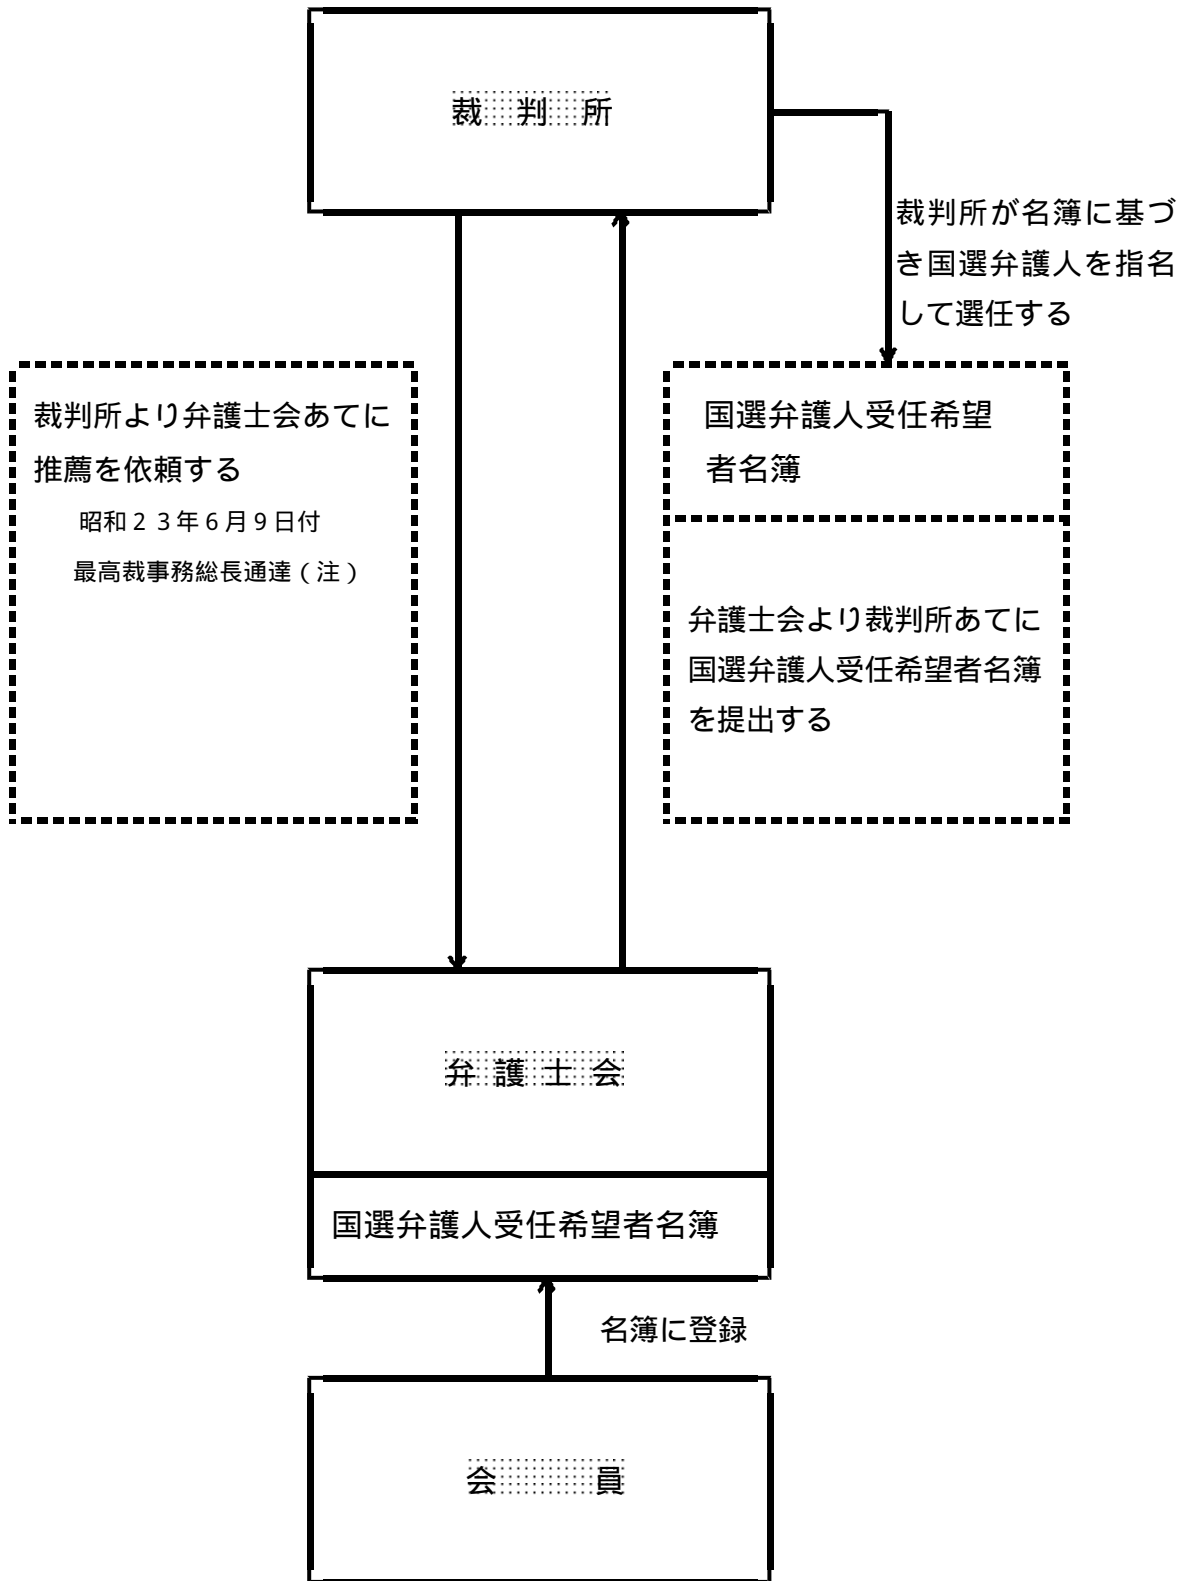 裁　判　所
裁判所が名簿に基づ
き国選弁護人を指名
して選任する
裁判所より弁護士会あてに
推薦を依頼する
昭和２３年６月９日付
最高裁事務総長通達（注）
国選弁護人受任希望
者名簿
弁護士会より裁判所あてに
国選弁護人受任希望者名簿
を提出する
弁 護 士 会
国選弁護人受任希望者名簿
名簿に登録
会　　　員